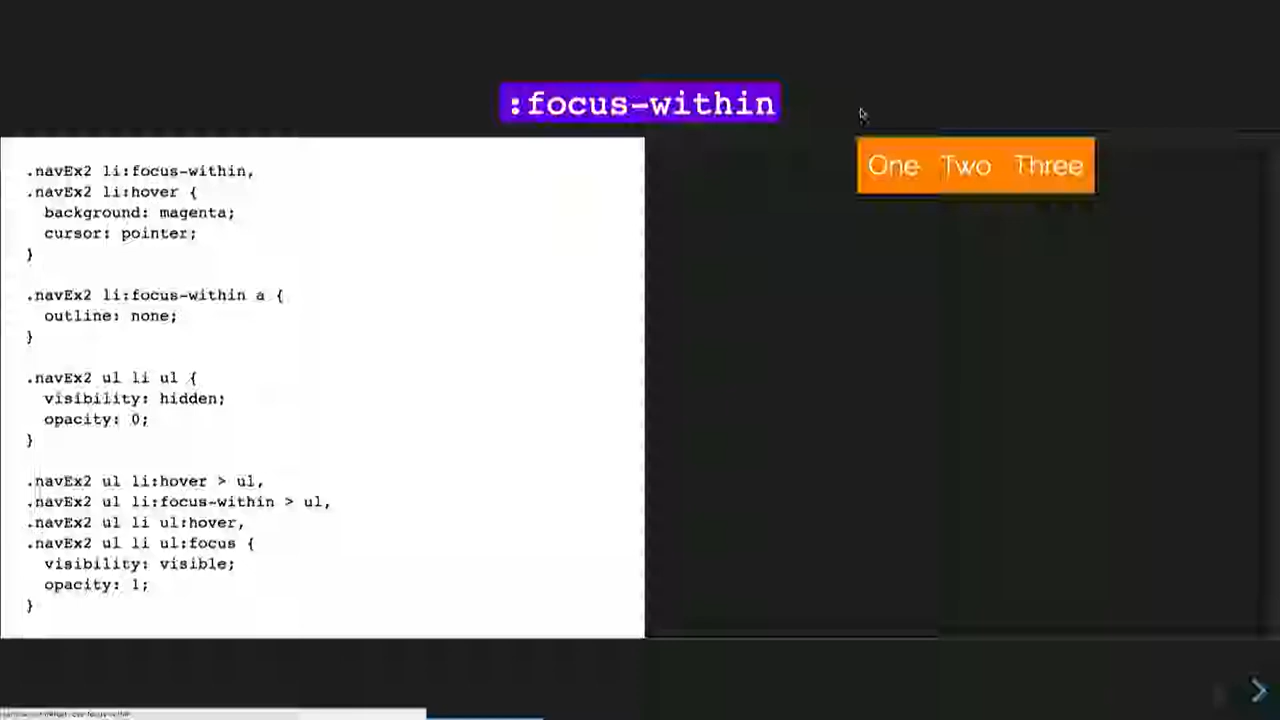 :focus-within
One Two Three
.navEx2 li:focus-within,
.navEx2 li:hover {
background: magenta;
cursor: pointer;
}
.navEx2 li:focus-within a {
outline: none;
}
.navEx2 ul li ul {
visibility: hidden;
opacity: 0;
}
.navEx2 ul li:hover > ul,
.navEx2 ul li:focus-within > ul,
.navEx2 ul li ul:hover,
.navEx2 ul li ul:focus {
visibility: visible;
opacity: 1;
}